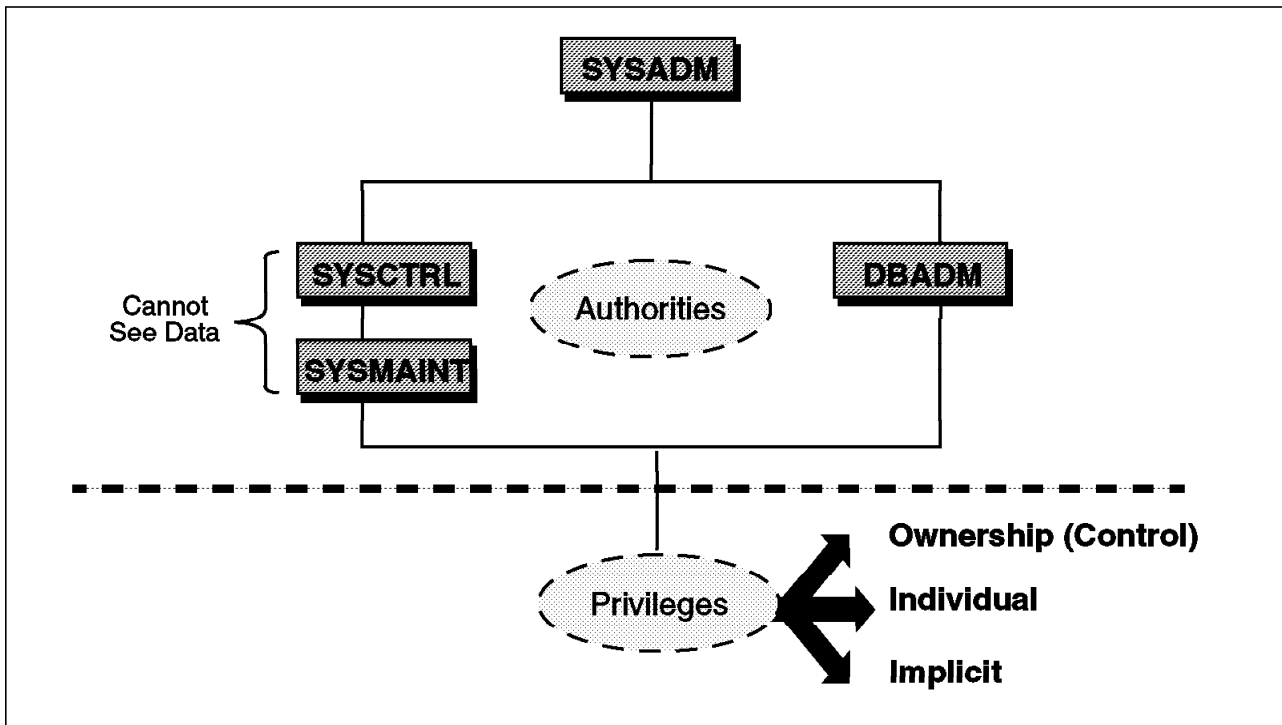 SYSADM
SYSCTRL
DBADM
Authorities
Cannot
See Data
SYSMAINT
Ownership (Control)
Privileges
Individual
Implicit